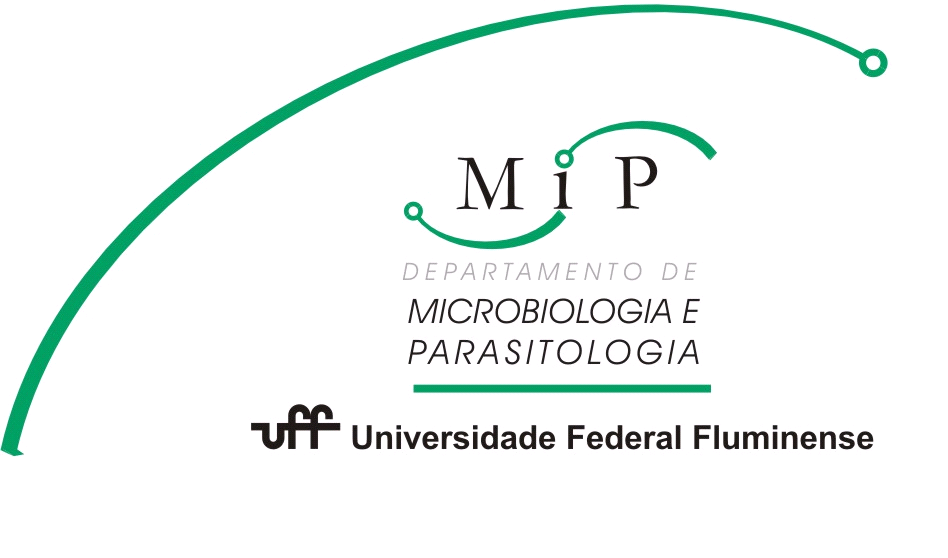 MiP
DEPARTAMENTO DE
MICROBIOLOGIA E
PARASITOLOGIA
uff Universidade Federal Fluminense